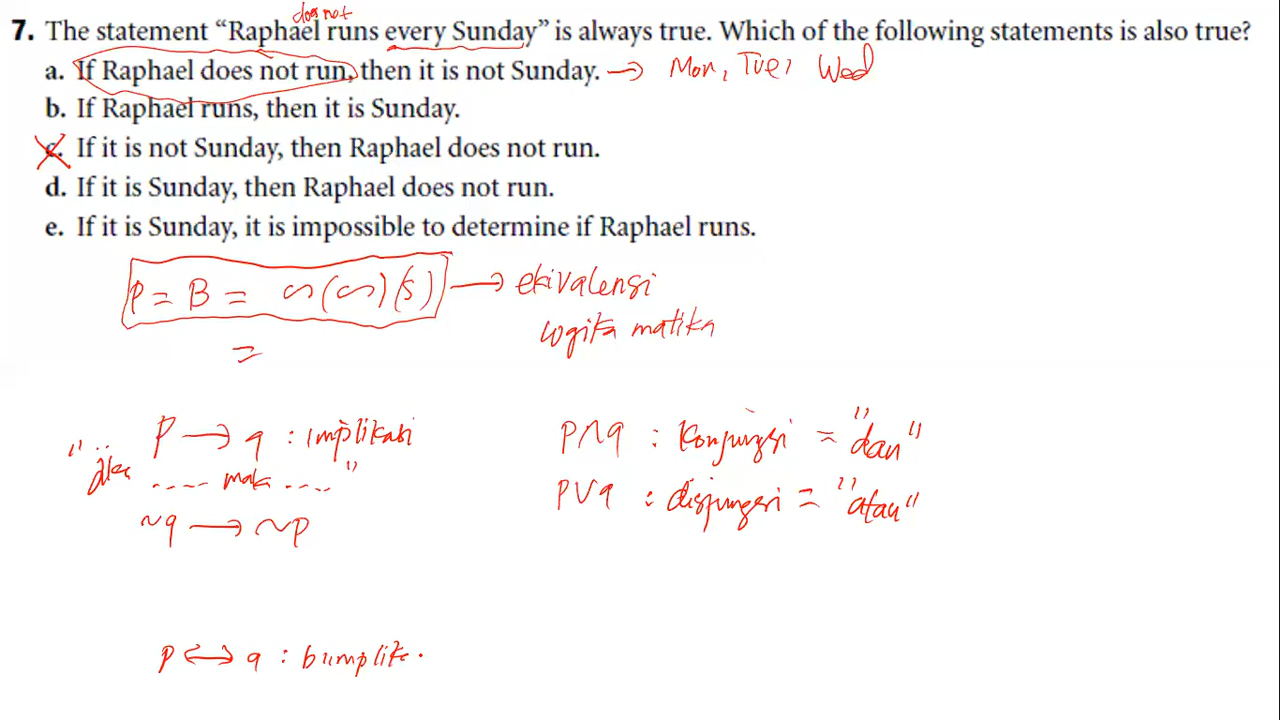 does not
7. The statement “Raphael runs every Sunday” is always true. Which of the following statements is also true?
a. If Raphael does not run, then it is not Sunday. → Mon, Tue, Wed
b. If Raphael runs, then it is Sunday.
c. If it is not Sunday, then Raphael does not run.
d. If it is Sunday, then Raphael does not run.
e. If it is Sunday, it is impossible to determine if Raphael runs.
P = B = ~(~)(s) → ekivalensi
logika matika
=
P → q : implikasi
"jika .... maka ...."
~q → ~p
P∧q : Konjungsi = "dan"
P∨q : disjungsi = "atau"
p ↔ q : biimplik.